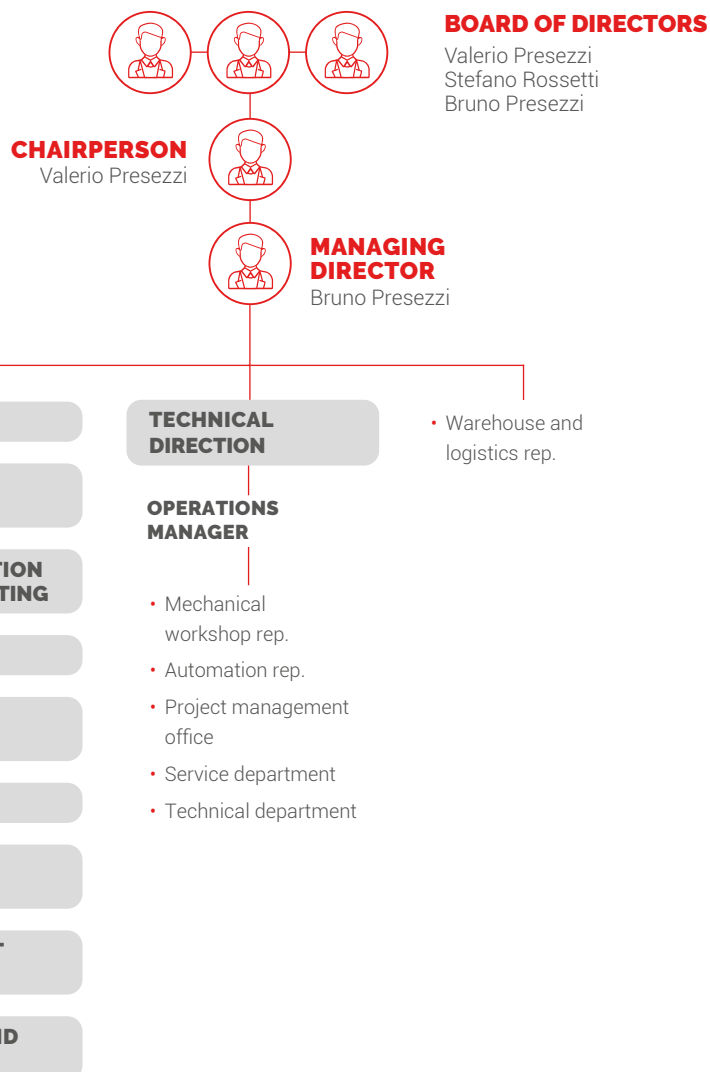 BOARD OF DIRECTORS
Valerio Presezzi
Stefano Rossetti
Bruno Presezzi
CHAIRPERSON
Valerio Presezzi
MANAGING
DIRECTOR
Bruno Presezzi
TECHNICAL
DIRECTION
OPERATIONS
MANAGER
• Mechanical
workshop rep.
• Automation rep.
• Project management
office
• Service department
• Technical department
• Warehouse and
logistics rep.